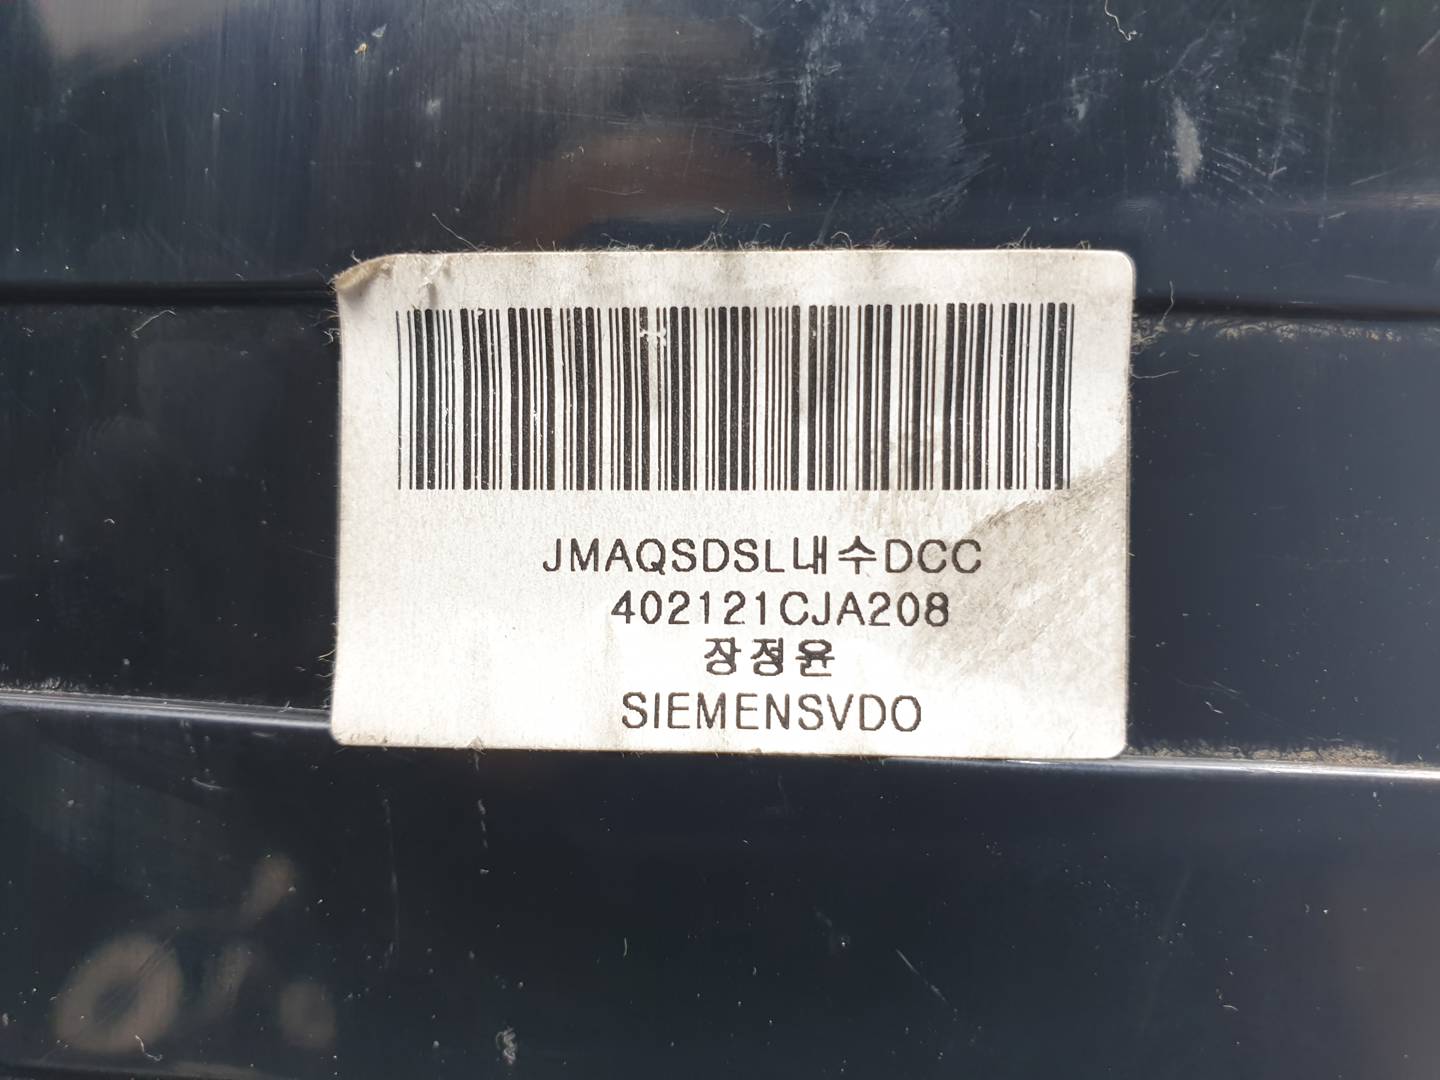 JMAQSDSL내수DCC
402121CJA208
장정윤
SIEMENSVDO